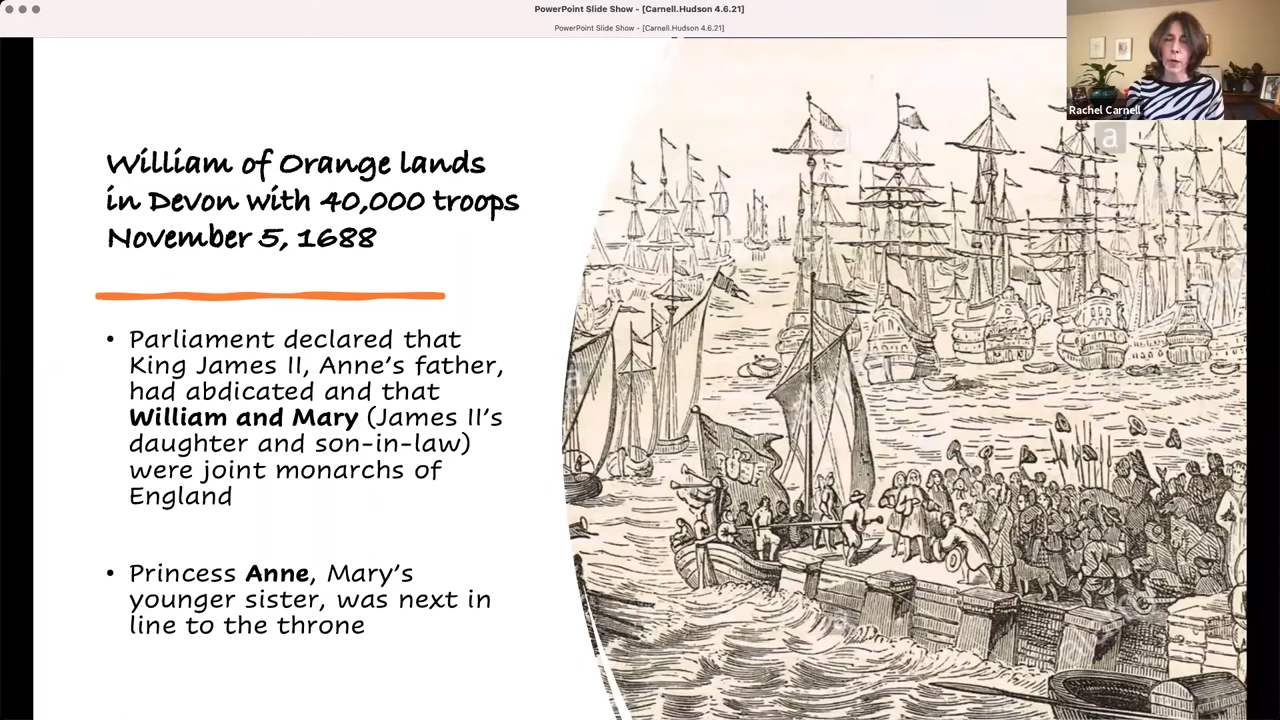 PowerPoint Slide Show - [Carnell.Hudson 4.6.21]
PowerPoint Slide Show - [Carnell.Hudson 4.6.21]
Rachel Carnell
a
William of Orange lands
in Devon with 40,000 troops
November 5, 1688
• Parliament declared that
King James II, Anne's father,
had abdicated and that
William and Mary (James II's
daughter and son-in-law)
were joint monarchs of
England
• Princess Anne, Mary's
younger sister, was next in
line to the throne